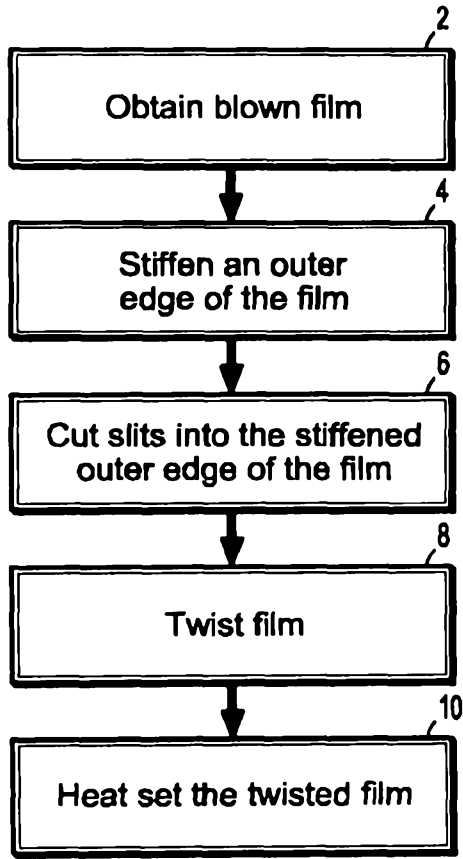 2
Obtain blown film
4
Stiffen an outer
edge of the film
6
Cut slits into the stiffened
outer edge of the film
8
Twist film
10
Heat set the twisted film